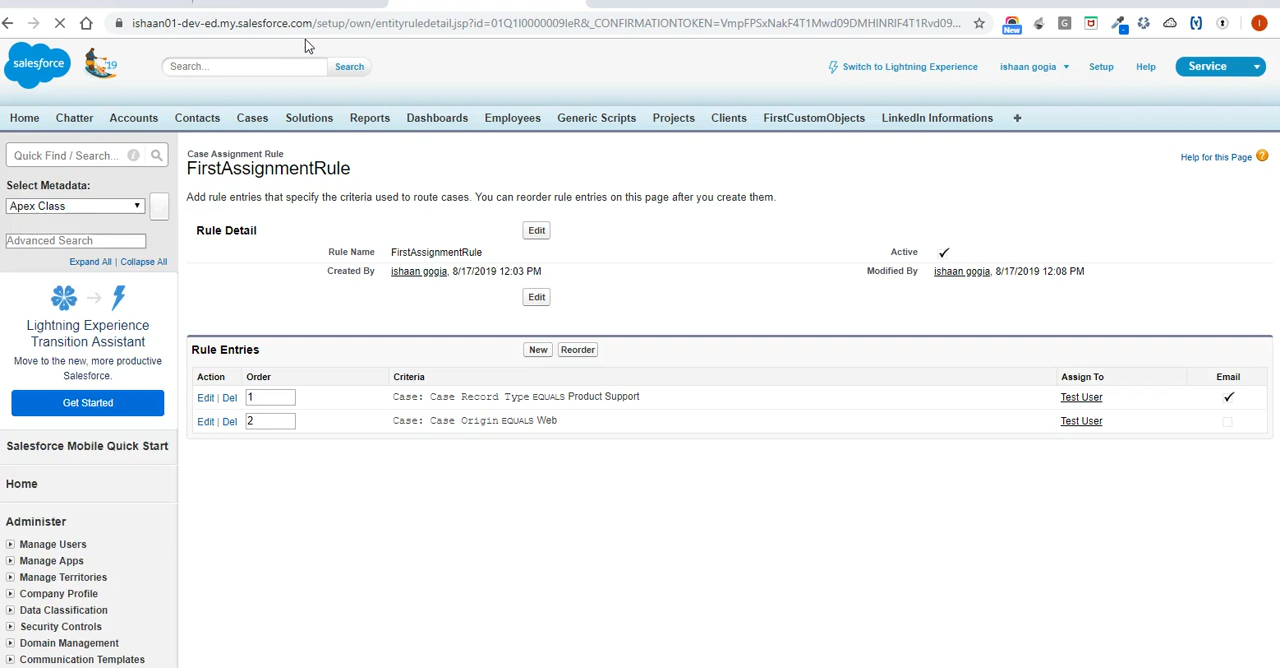 ishaan01-dev-ed.my.salesforce.com/setup/own/entityruledetail.jsp?id=01Q1I0000009IeR&_CONFIRMATIONTOKEN=VmpFPSxNakF4T1Mwd09DMHINRIF4T1Rvd09...
New
G
I
salesforce
'19
Search...
Search
Switch to Lightning Experience
ishaan gogia
Setup
Help
Service
Home
Chatter
Accounts
Contacts
Cases
Solutions
Reports
Dashboards
Employees
Generic Scripts
Projects
Clients
FirstCustomObjects
LinkedIn Informations
+
Quick Find / Search...
Select Metadata:
Apex Class
Advanced Search
Expand All | Collapse All
Lightning Experience
Transition Assistant
Move to the new, more productive
Salesforce.
Get Started
Salesforce Mobile Quick Start
Home
Administer
Manage Users
Manage Apps
Manage Territories
Company Profile
Data Classification
Security Controls
Domain Management
Communication Templates
Case Assignment Rule
FirstAssignmentRule
Help for this Page
Add rule entries that specify the criteria used to route cases. You can reorder rule entries on this page after you create them.
Rule Detail
Edit
Rule Name FirstAssignmentRule Active
Created By ishaan gogia, 8/17/2019 12:03 PM Modified By ishaan gogia, 8/17/2019 12:08 PM
Edit
Rule Entries
New
Reorder
Action Order Criteria Assign To Email
Edit | Del 1 Case: Case Record Type EQUALS Product Support Test User
Edit | Del 2 Case: Case Origin EQUALS Web Test User